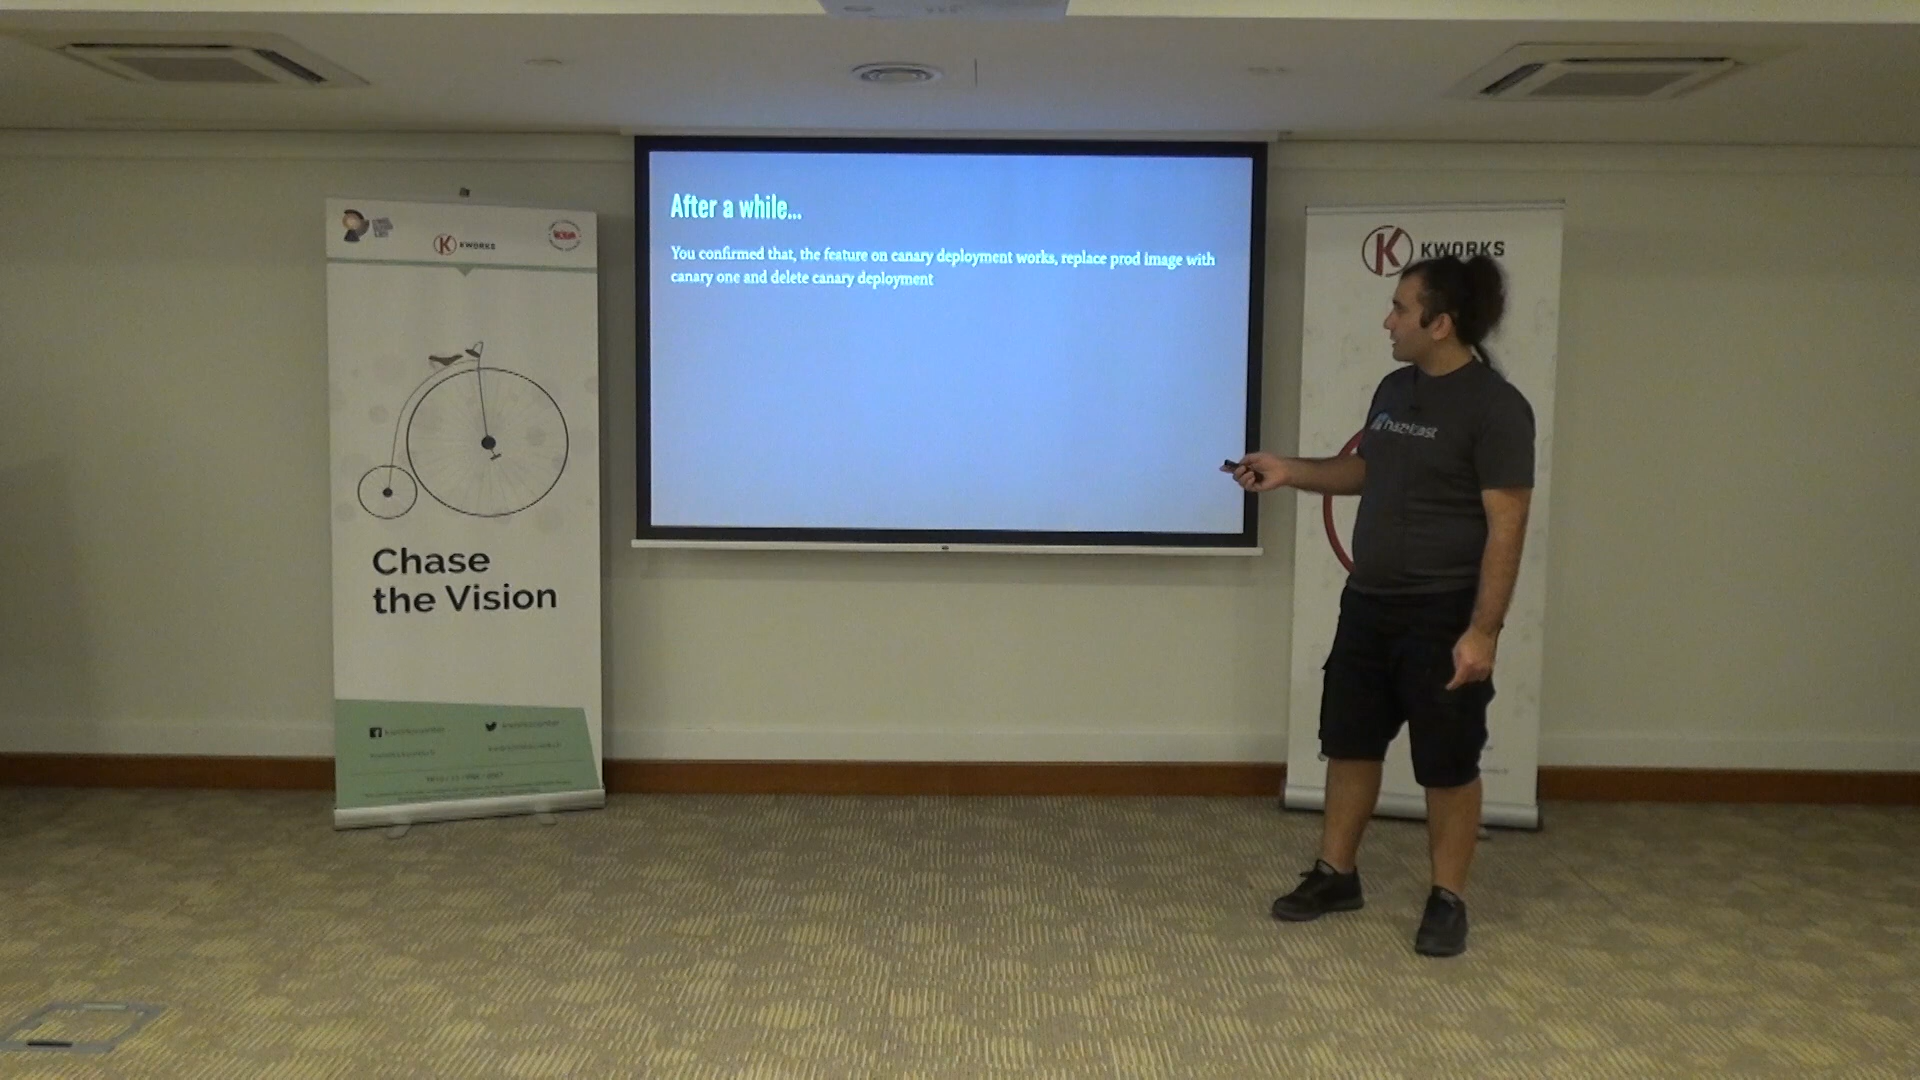 KWORKS
Chase
the Vision
After a while...
You confirmed that, the feature on canary deployment works, replace prod image with
canary one and delete canary deployment
KWORKS
hazelcast